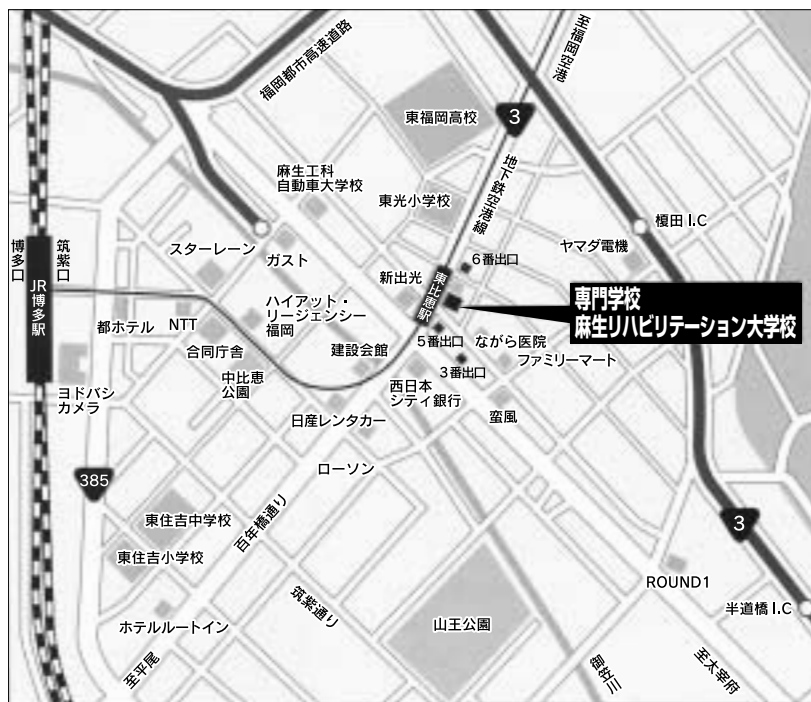 福岡都市高速道路
至福岡空港
3
東福岡高校
地下鉄空港線
麻生工科
自動車大学校
東光小学校
榎田 I.C
スターレーン
ガスト
ヤマダ電機
6番出口
博多口
筑紫口
JR博多駅
新出光
東比恵駅
専門学校
麻生リハビリテーション大学校
都ホテル
NTT
ハイアット・
リージェンシー
福岡
合同庁舎
建設会館
5番出口
ながら医院
3番出口
ファミリーマート
中比恵
公園
西日本
シティ銀行
ヨドバシ
カメラ
日産レンタカー
蛮風
ローソン
385
東住吉中学校
百年橋通り
3
東住吉小学校
ROUND1
筑紫通り
半道橋 I.C
ホテルルートイン
山王公園
至平尾
御笠川
至太宰府